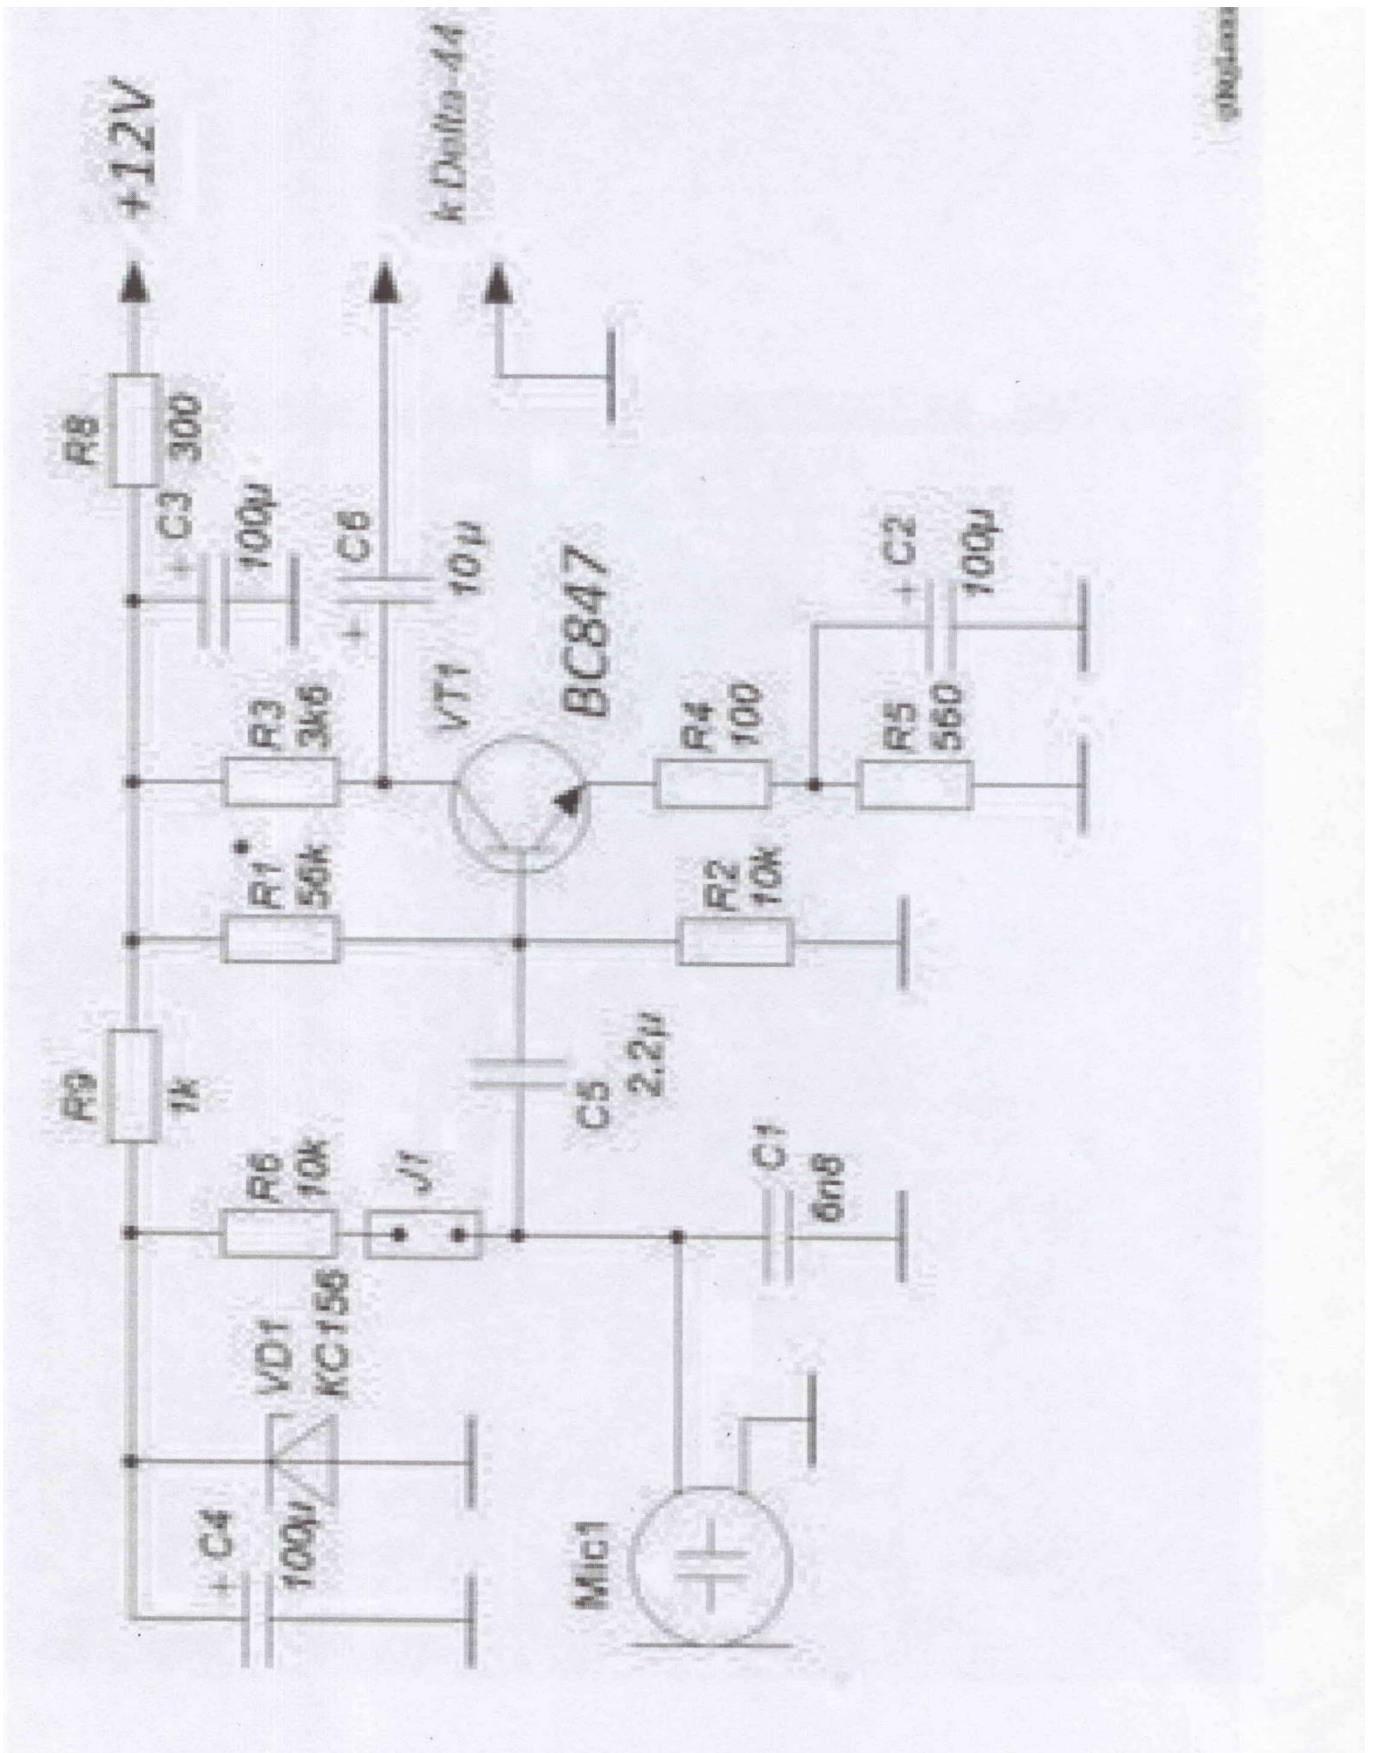 R9
1k
R8
300
+12V
+ C3
100µ
+ C4
100µ
VD1
KC156
R6
10k
J1
R1*
56k
R3
3k6
+ C6
10µ
k Delta-44
VT1
BC847
C5
2.2µ
Mic1
R4
100
R2
10k
C1
6n8
R5
560
+ C2
100µ